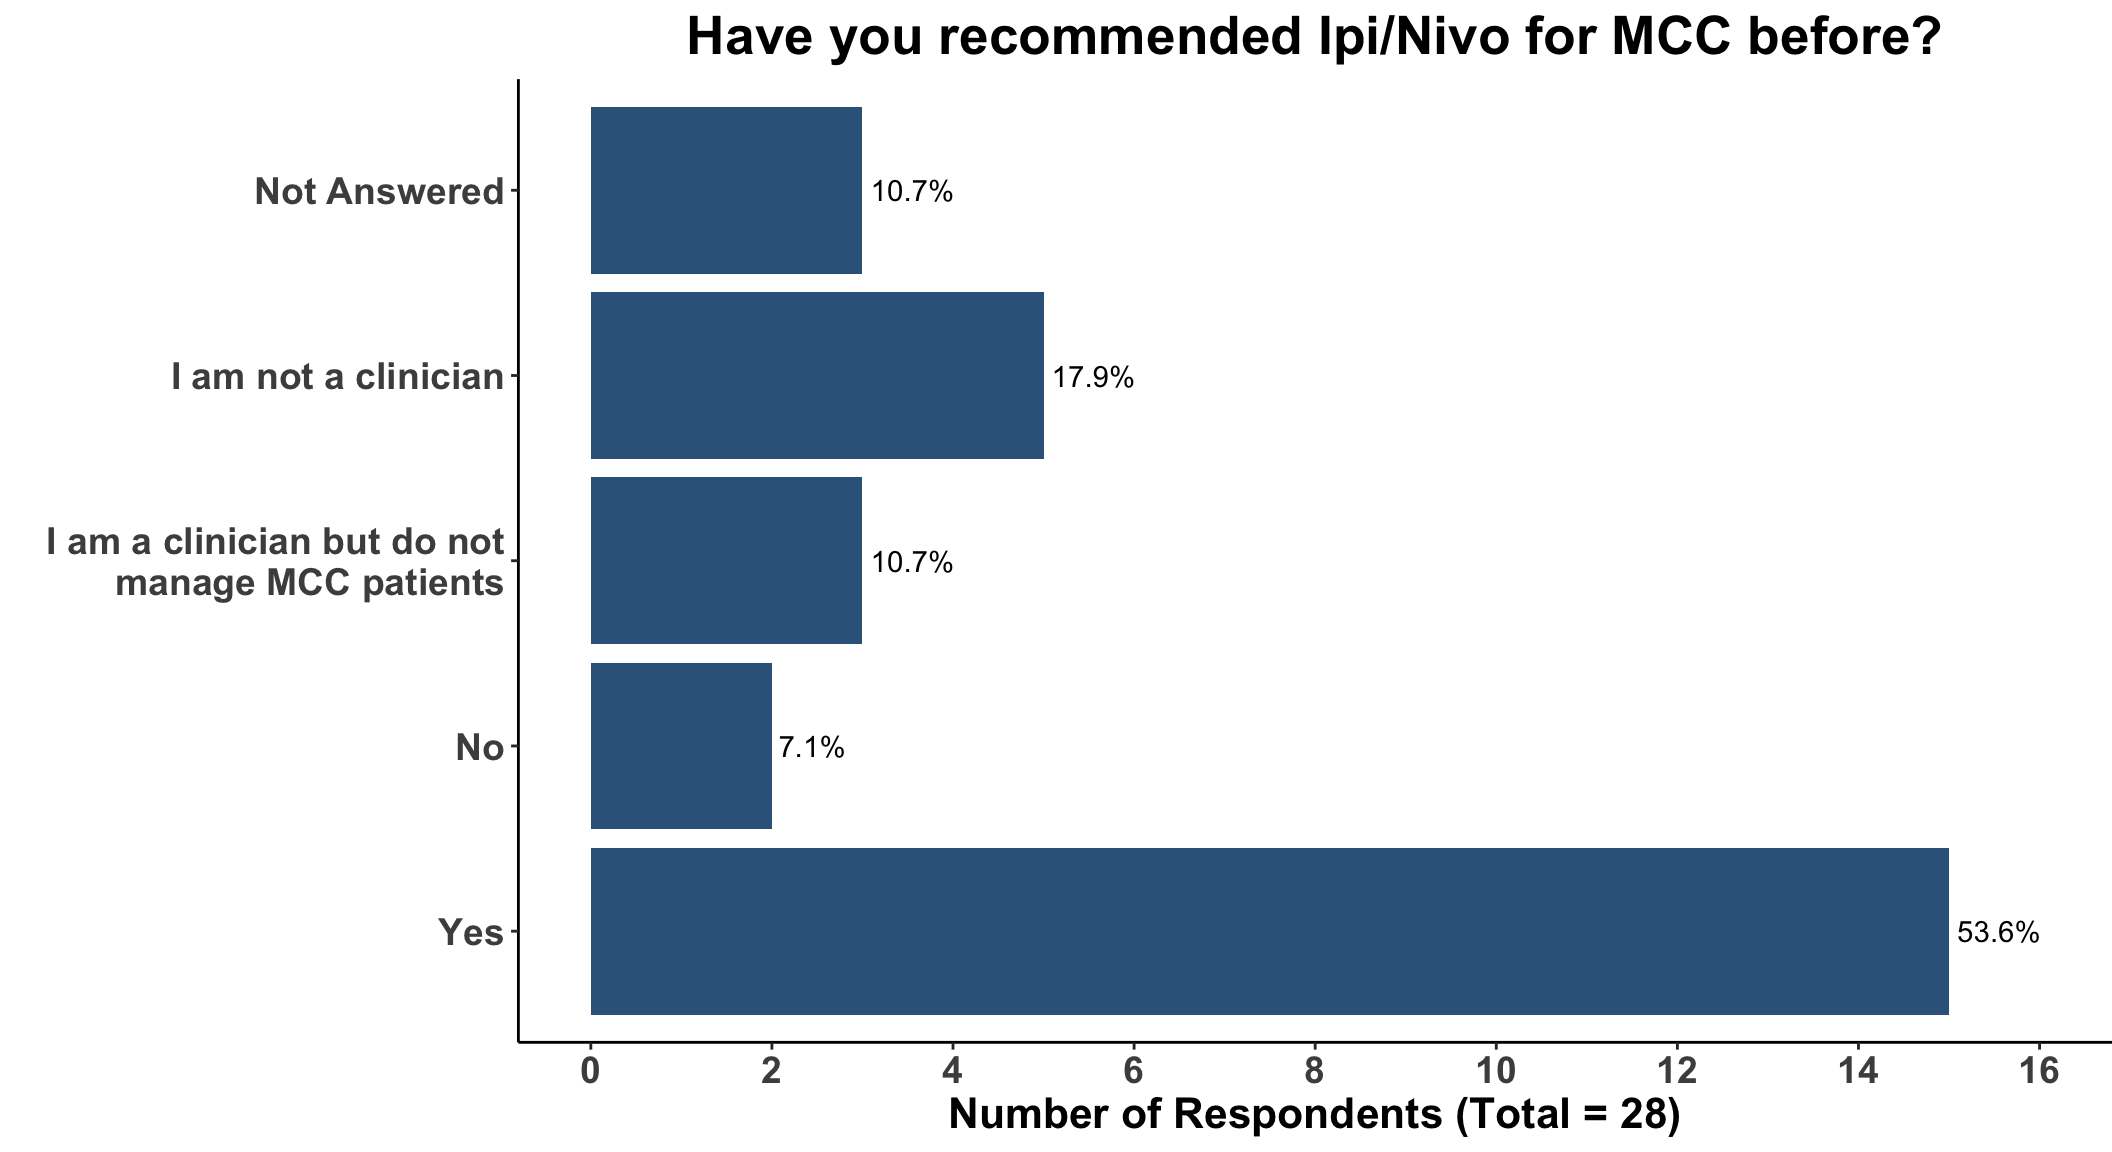 Have you recommended Ipi/Nivo for MCC before?
Not Answered
10.7%
I am not a clinician
17.9%
I am a clinician but do not
manage MCC patients
10.7%
No
7.1%
Yes
53.6%
0 2 4 6 8 10 12 14 16
Number of Respondents (Total = 28)